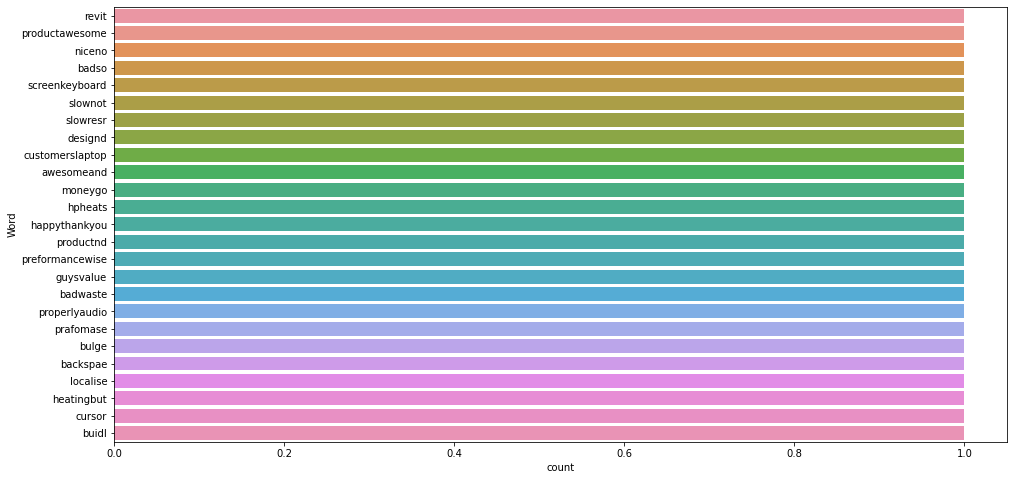 revit
productawesome
niceno
badso
screenkeyboard
slownot
slowresr
designd
customerslaptop
awesomeand
moneygo
hpheats
happythankyou
productnd
preformancewise
guysvalue
badwaste
properlyaudio
prafomase
bulge
backspae
localise
heatingbut
cursor
buidl
Word
0.0 0.2 0.4 0.6 0.8 1.0
count